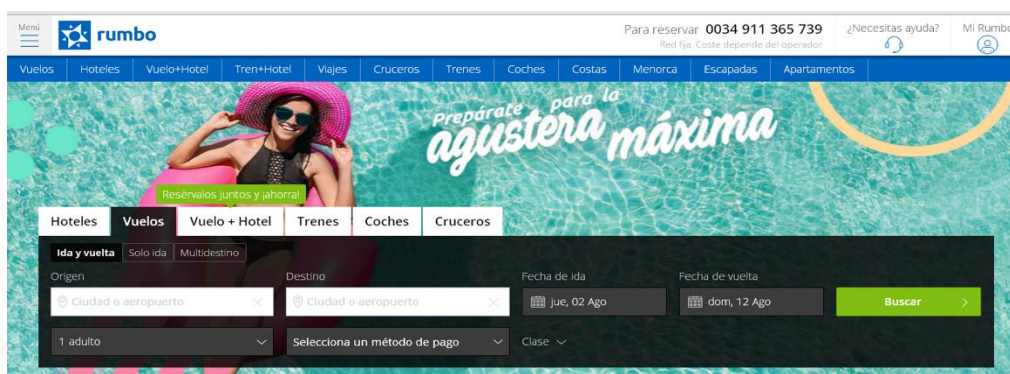 Menú
rumbo
Para reservar 0034 911 365 739
Red fija. Coste depende del operador
¿Necesitas ayuda?
Mi Rumbo
Vuelos Hoteles Vuelo+Hotel Tren+Hotel Viajes Cruceros Trenes Coches Costas Menorca Escapadas Apartamentos
Prepárate para la
agustera máxima
Resérvalos juntos y ¡ahorra!
Hoteles Vuelos Vuelo + Hotel Trenes Coches Cruceros
Ida y vuelta Solo ida Multidestino
Origen Destino Fecha de ida Fecha de vuelta
Ciudad o aeropuerto Ciudad o aeropuerto jue, 02 Ago dom, 12 Ago Buscar
1 adulto Selecciona un método de pago Clase